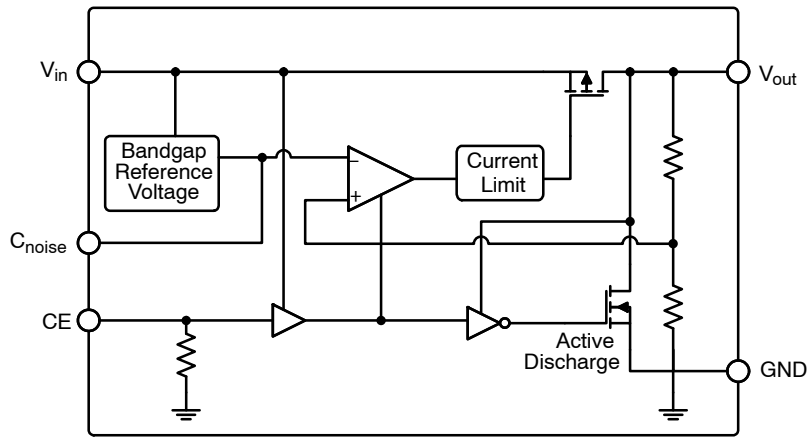 Vin
Vout
Bandgap
Reference
Voltage
−
+
Current
Limit
Cnoise
CE
Active
Discharge
GND